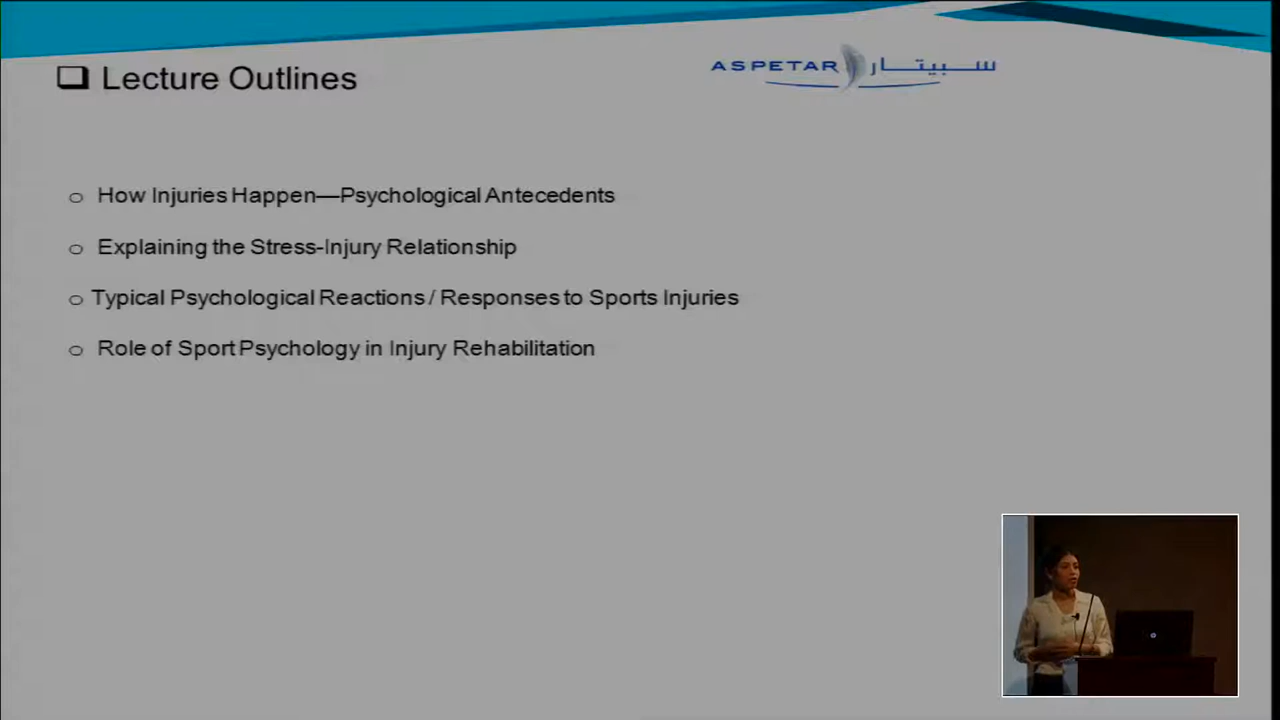 Lecture Outlines
ASPETAR سبيتار
How Injuries Happen—Psychological Antecedents
Explaining the Stress-Injury Relationship
Typical Psychological Reactions / Responses to Sports Injuries
Role of Sport Psychology in Injury Rehabilitation